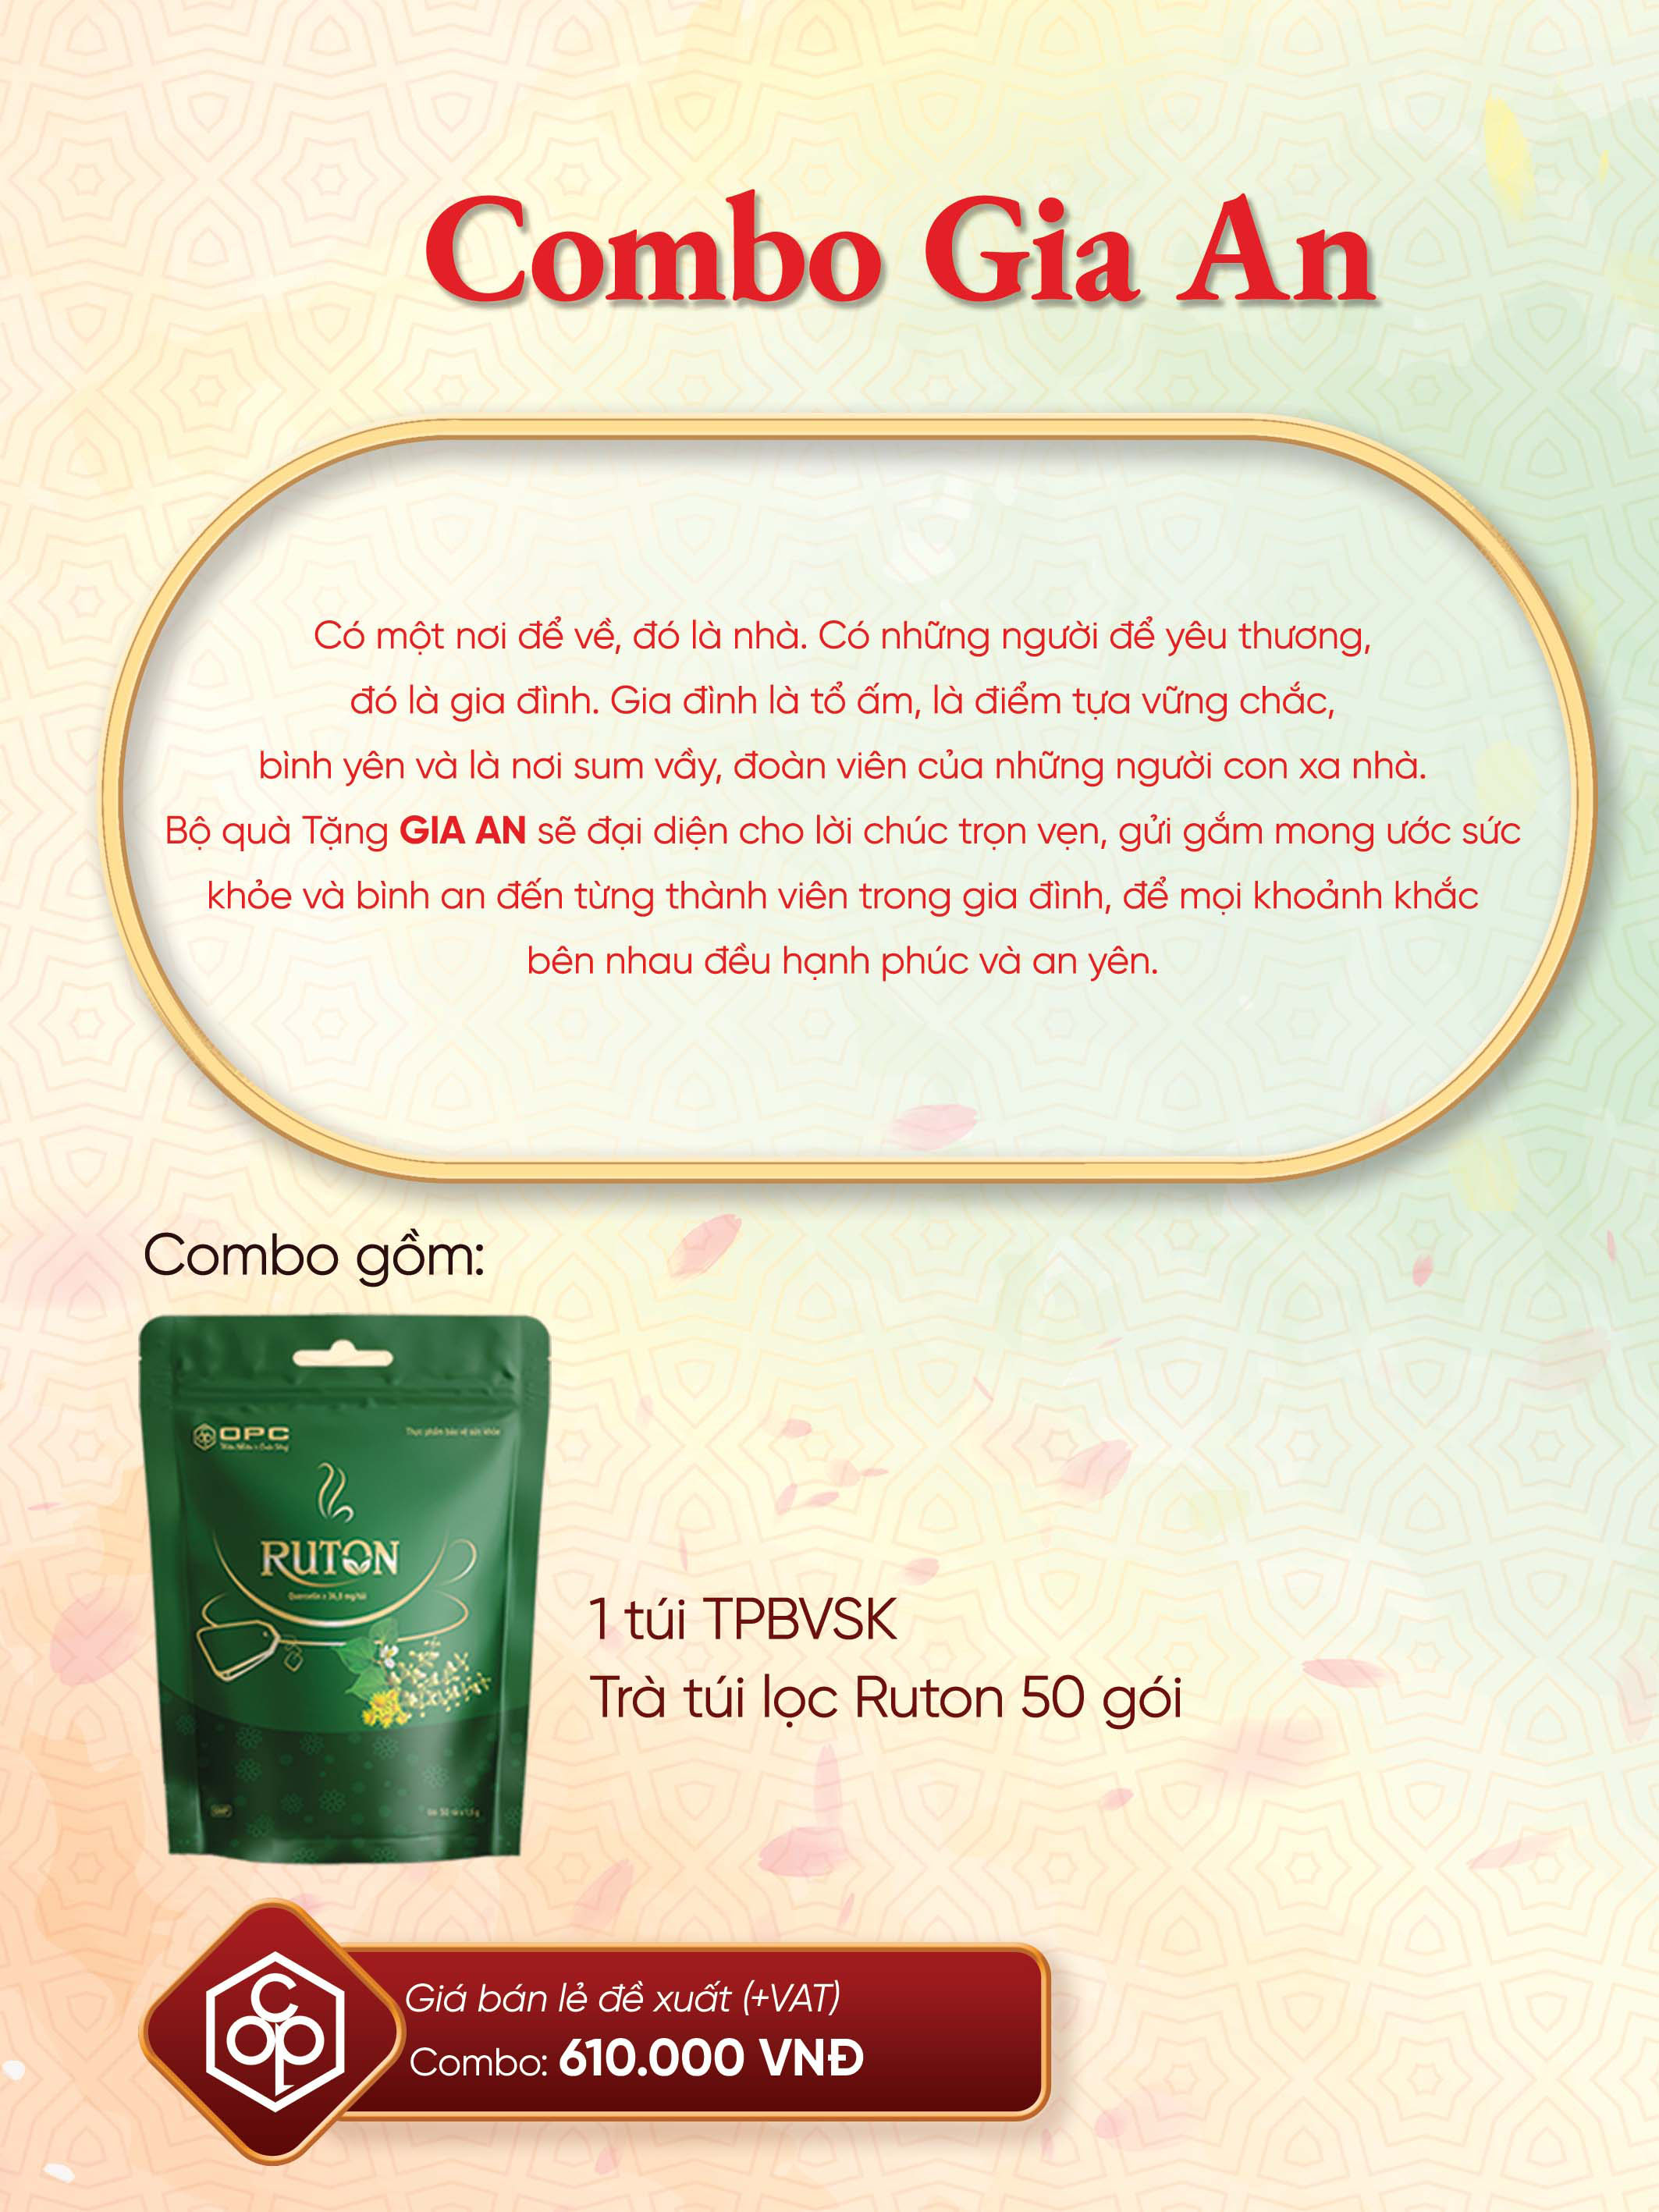 Combo Gia An
Có một nơi để về, đó là nhà. Có những người để yêu thương,
đó là gia đình. Gia đình là tổ ấm, là điểm tựa vững chắc,
bình yên và là nơi sum vầy, đoàn viên của những người con xa nhà.
Bộ quà Tặng GIA AN sẽ đại diện cho lời chúc trọn vẹn, gửi gắm mong ước sức
khỏe và bình an đến từng thành viên trong gia đình, để mọi khoảnh khắc
bên nhau đều hạnh phúc và an yên.
Combo gồm:
OPC
Thực phẩm bảo vệ sức khỏe
RUTON
1 túi TPBVSK
Trà túi lọc Ruton 50 gói
GMP
OPC
Giá bán lẻ đề xuất (+VAT)
Combo: 610.000 VNĐ